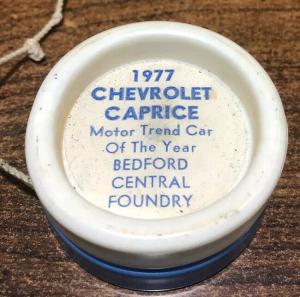 1977
CHEVROLET
CAPRICE
Motor Trend Car
Of The Year
BEDFORD
CENTRAL
FOUNDRY